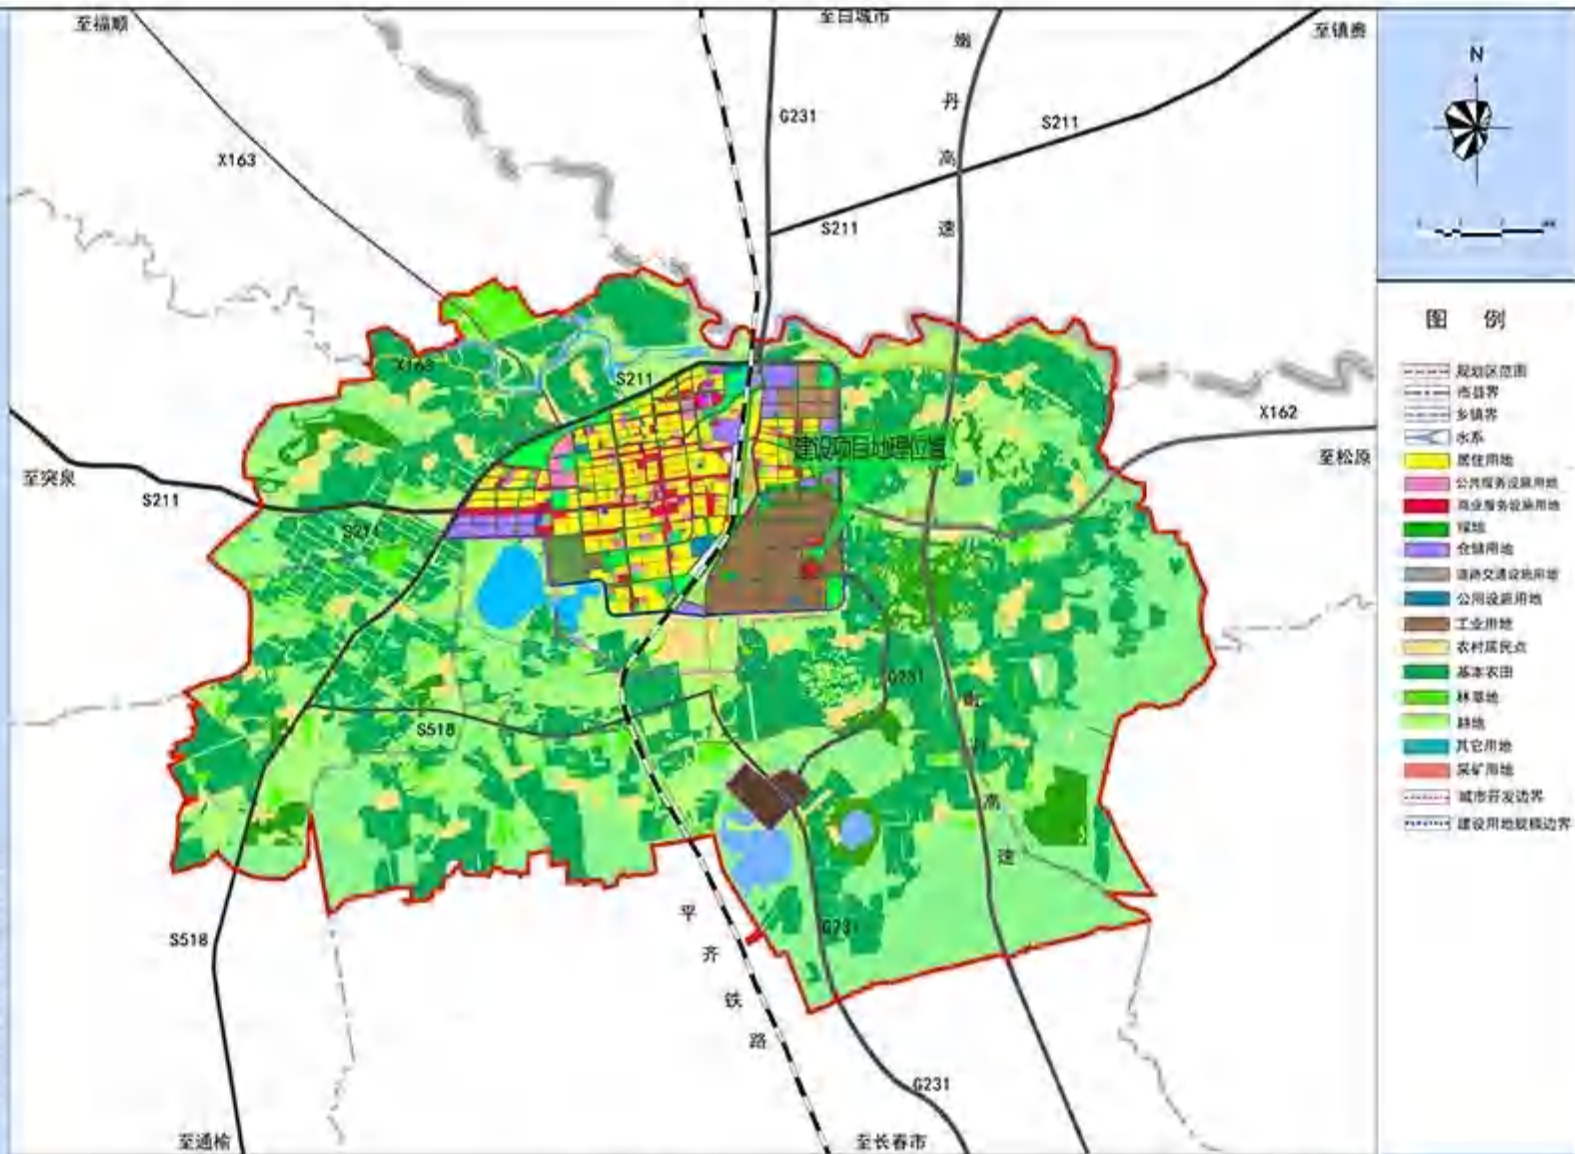 至福顺
至白城市
至镇赉
嫩
丹
高
速
G231
S211
X163
S211
N
图 例
规划区范围
市县界
乡镇界
水系
居住用地
公共服务设施用地
商业服务设施用地
绿地
仓储用地
道路交通设施用地
公用设施用地
工业用地
农村居民点
基本农田
林草地
耕地
其它用地
采矿用地
城市开发边界
建设用地规模边界
X163
S211
X162
建设项目地理位置
至松原
至突泉
S211
S211
G231
S518
丹
高
速
平
齐
铁
路
G231
S518
G231
至通榆
至长春市